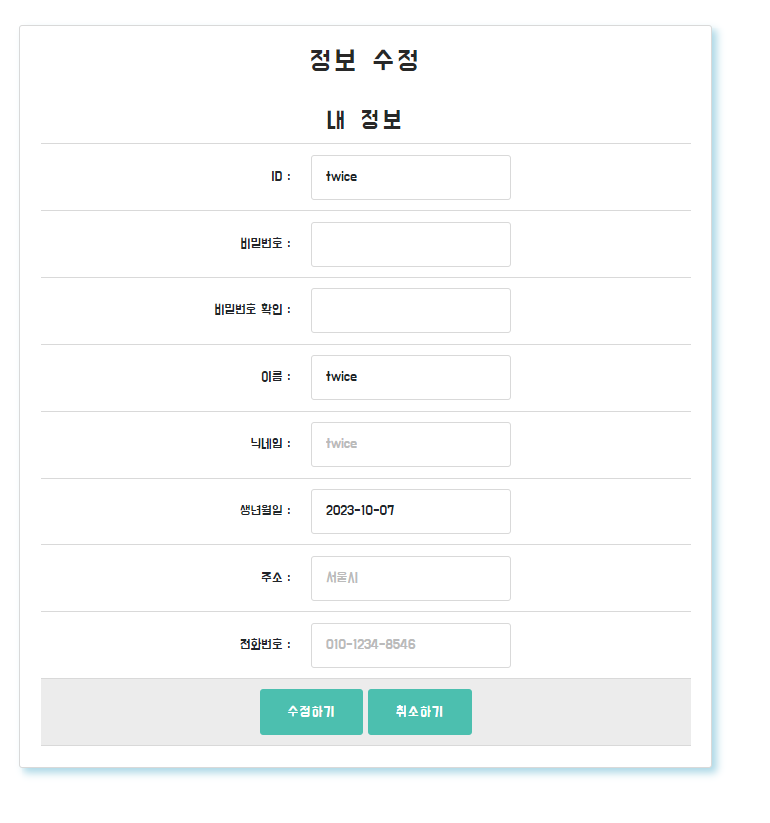 정보 수정
내 정보
ID : twice
비밀번호 :
비밀번호 확인 :
이름 : twice
닉네임 : twice
생년월일 : 2023-10-07
주소 : 서울시
전화번호 : 010-1234-8546
수정하기 취소하기